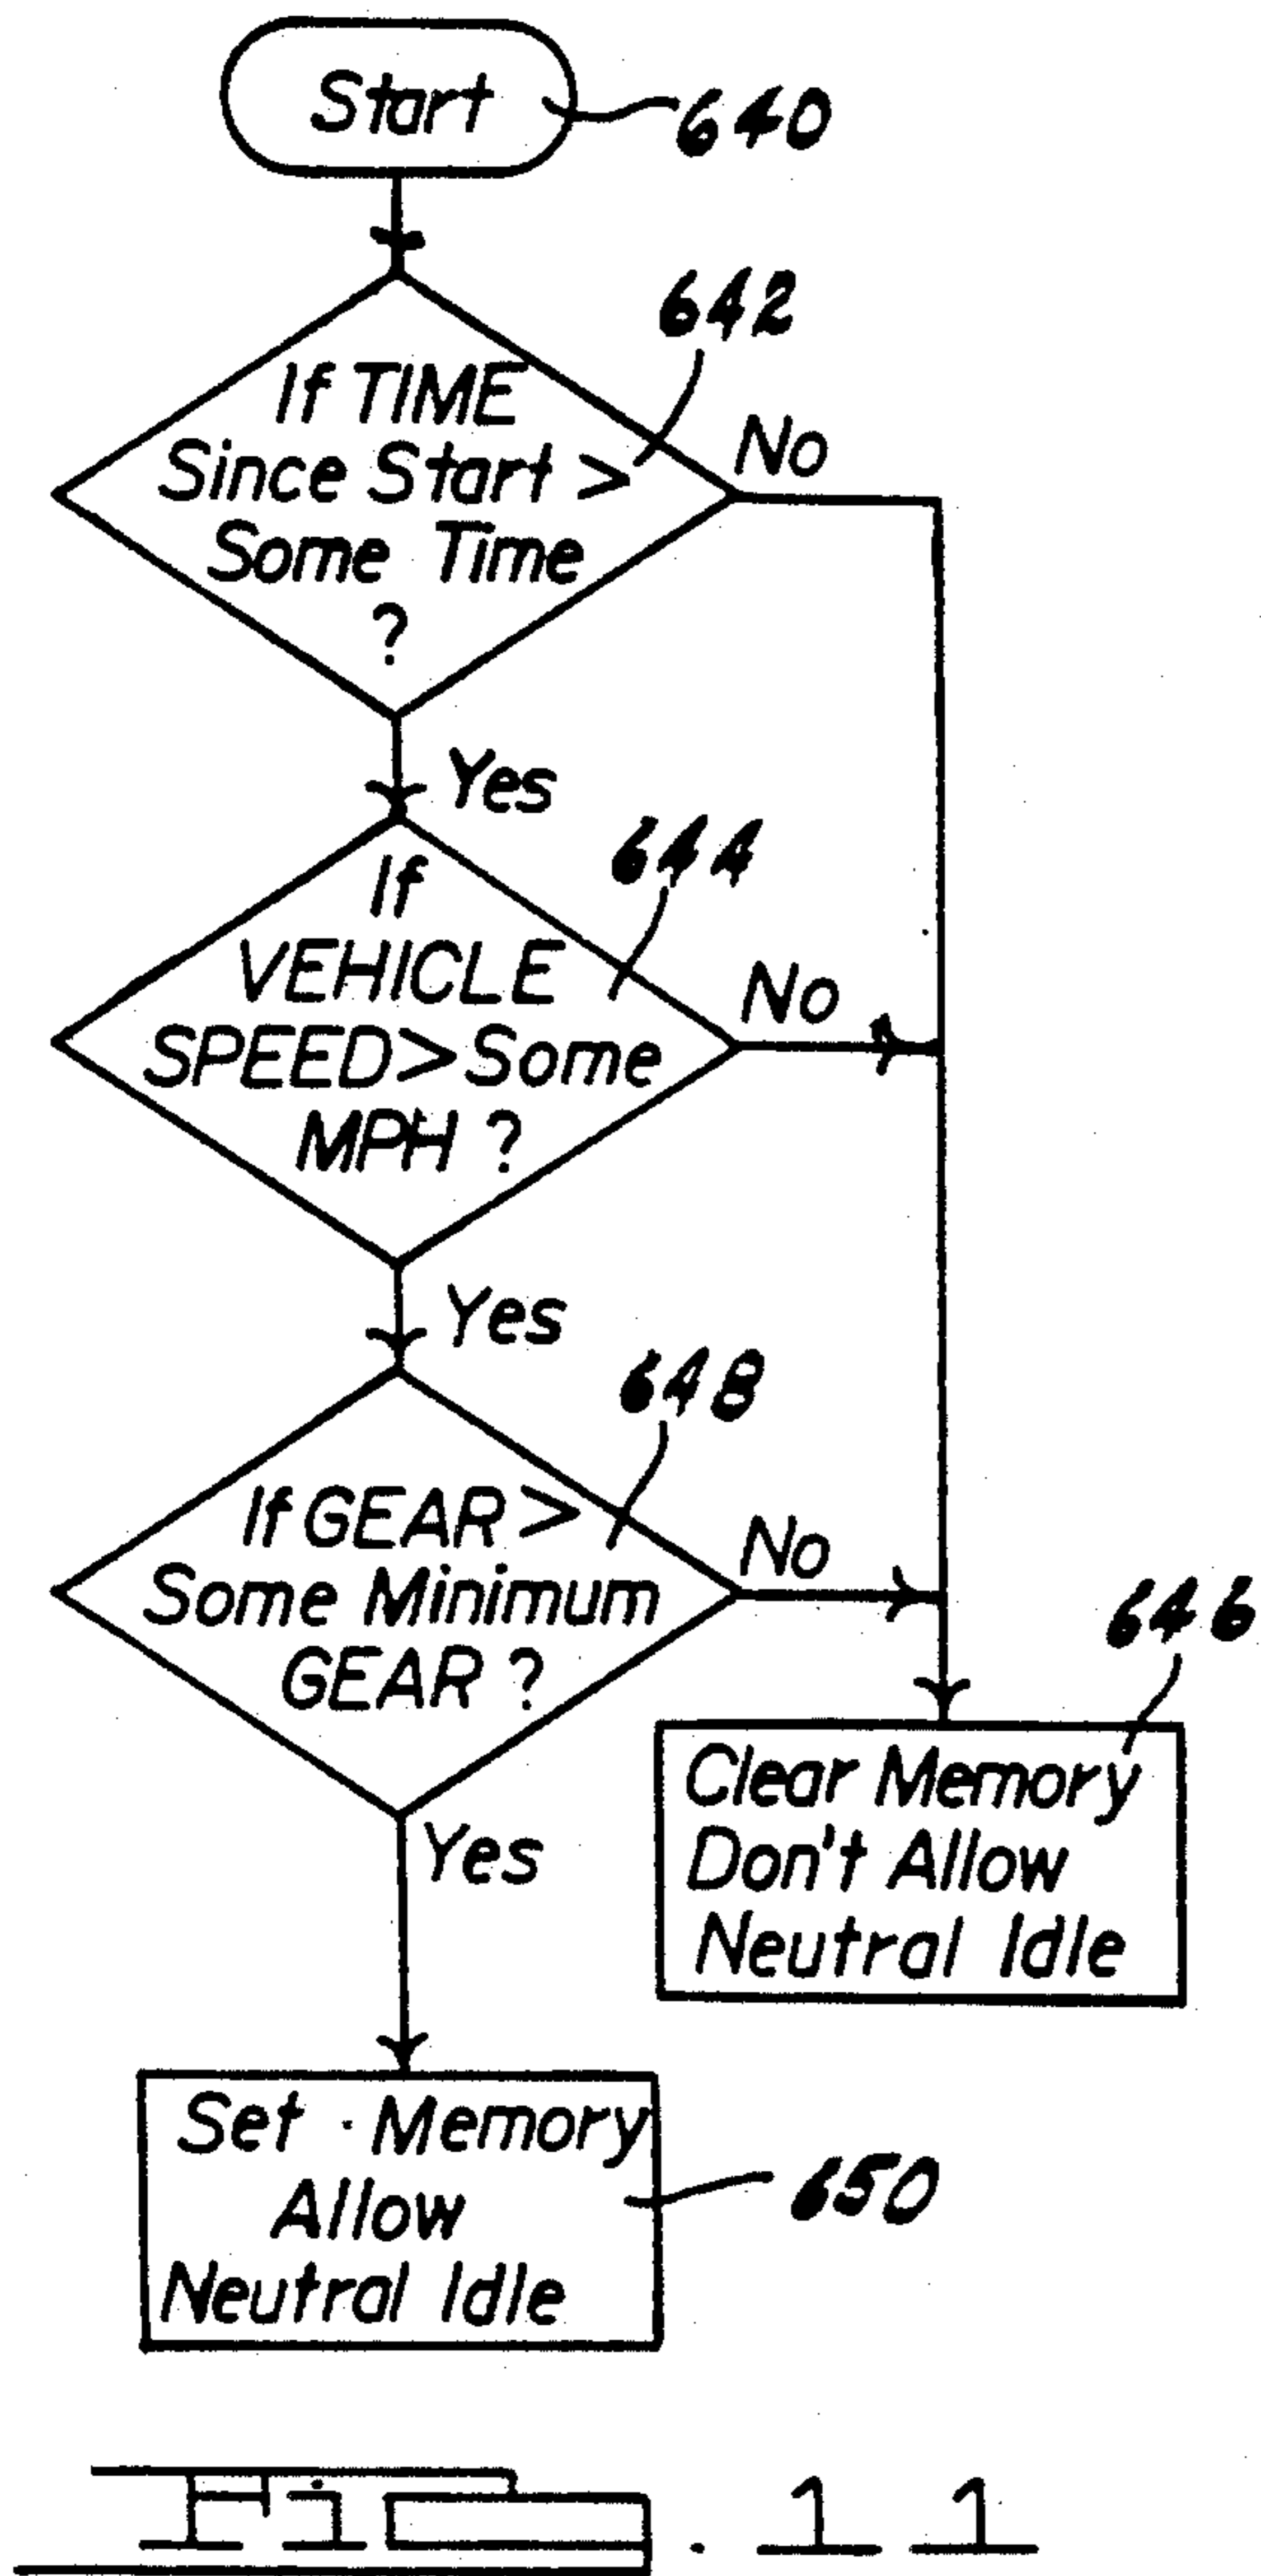 Start
640
642
If TIME
Since Start >
Some Time
?
No
Yes
644
If
VEHICLE
SPEED>Some
MPH ?
No
Yes
648
If GEAR >
Some Minimum
GEAR ?
No
Yes
646
Clear Memory
Don't Allow
Neutral Idle
Set Memory
Allow
Neutral Idle
650
Fig. 11